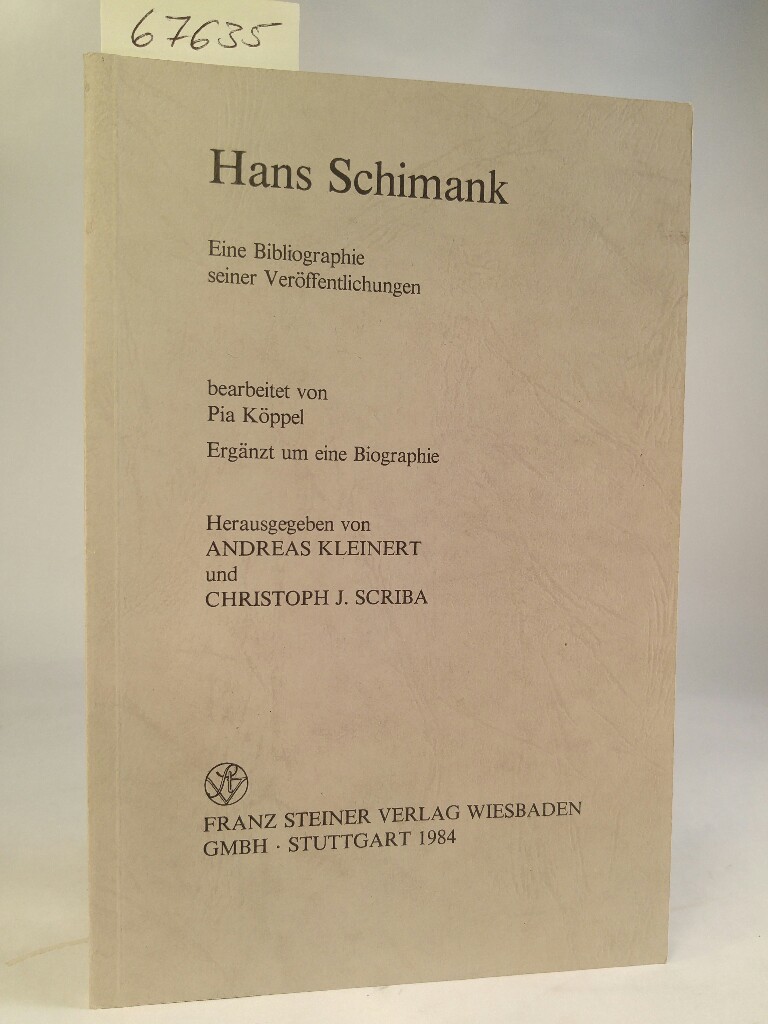 67635
Hans Schimank
Eine Bibliographie
seiner Veröffentlichungen
bearbeitet von
Pia Köppel
Ergänzt um eine Biographie
Herausgegeben von
ANDREAS KLEINERT
und
CHRISTOPH J. SCRIBA
FRANZ STEINER VERLAG WIESBADEN
GMBH · STUTTGART 1984